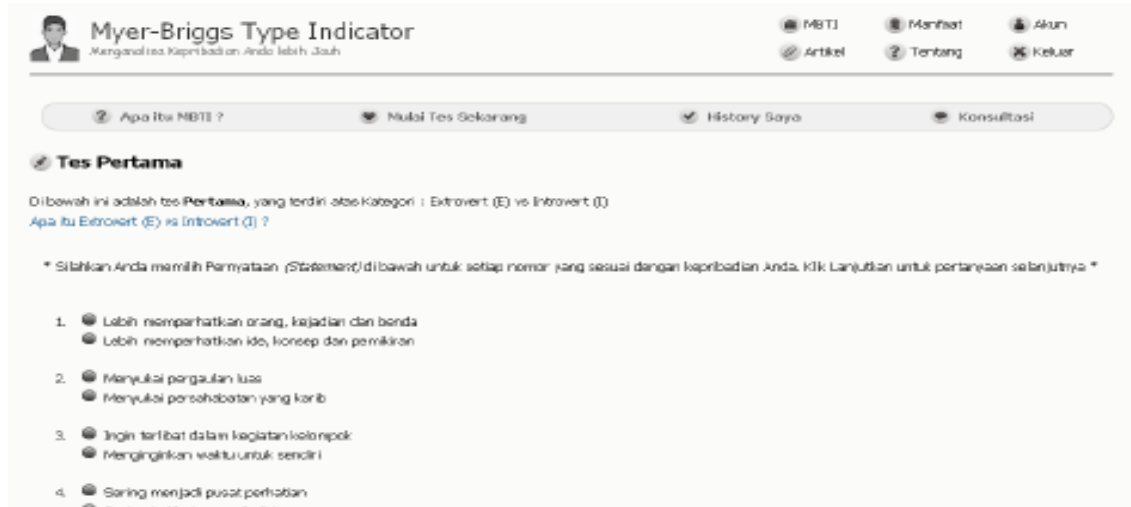 Myer-Briggs Type Indicator
Menganalisa Kepribadian Anda lebih Jauh
MBTI Manfaat Akun
Artikel Tentang Keluar
Apa itu MBTI ? Mulai Tes Sekarang History Saya Konsultasi
Tes Pertama
Dibawah ini adalah tes Pertama, yang terdiri atas Kategori : Extrovert (E) vs Introvert (I)
Apa itu Extrovert (E) vs Introvert (I) ?
* Silahkan Anda memilih Pernyataan (Statement) dibawah untuk setiap nomor yang sesuai dengan kepribadian Anda. Klik Lanjutkan untuk pertanyaan selanjutnya *
1. Lebih memperhatikan orang, kejadian dan benda
Lebih memperhatikan ide, konsep dan pemikiran
2. Menyukai pergaulan luas
Menyukai persahabatan yang karib
3. Ingin terlibat dalam kegiatan kelompok
Menginginkan waktu untuk sendiri
4. Sering menjadi pusat perhatian